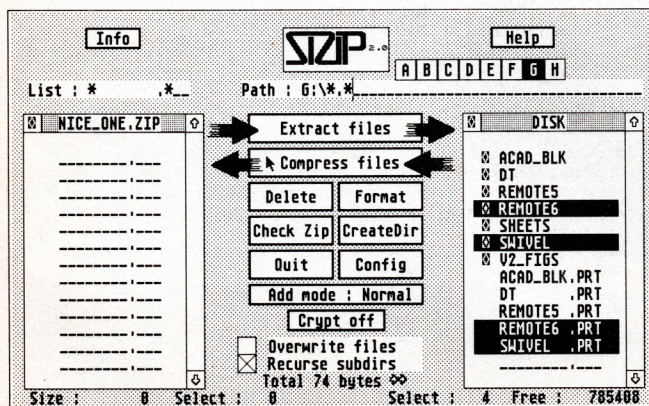 Info
SIZIP 2.0
Help
A B C D E F G H
List : * .*__
Path : G:\*.*
NICE_ONE.ZIP
DISK
Extract files
Compress files
Delete
Format
Check Zip
CreateDir
Quit
Config
Add mode : Normal
Crypt off
Overwrite files
Recurse subdirs
Total 74 bytes
ACAD_BLK
DT
REMOTE5
REMOTE6
SHEETS
SWIVEL
V2_FIGS
ACAD_BLK.PRT
DT .PRT
REMOTE5 .PRT
REMOTE6 .PRT
SWIVEL .PRT
Size : 0 Select : 0
Select : 4 Free : 785408